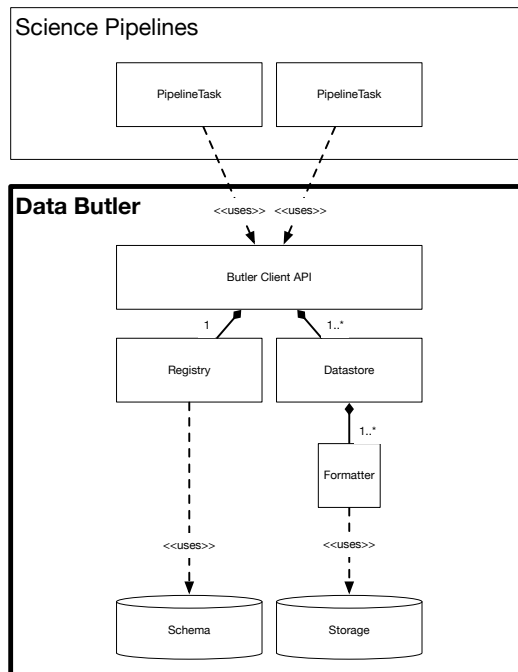 Science Pipelines
PipelineTask
PipelineTask
<<uses>>
<<uses>>
Data Butler
Butler Client API
1
1..*
Registry
Datastore
1..*
Formatter
<<uses>>
<<uses>>
Schema
Storage